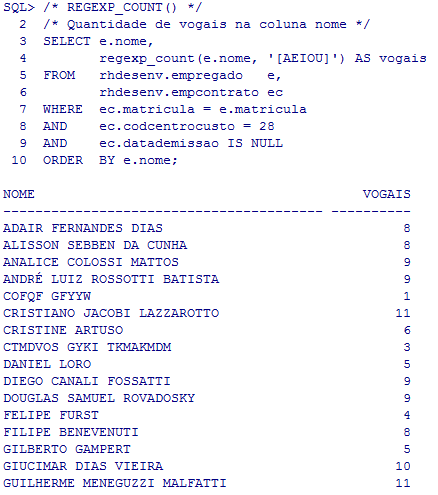 SQL> /* REGEXP_COUNT() */
  2  /* Quantidade de vogais na coluna nome */
  3  SELECT e.nome,
  4         regexp_count(e.nome, '[AEIOU]') AS vogais
  5  FROM   rhdesenv.empregado   e,
  6         rhdesenv.empcontrato ec
  7  WHERE  ec.matricula = e.matricula
  8  AND    ec.codcentrocusto = 28
  9  AND    ec.datademissao IS NULL
 10  ORDER  BY e.nome;
NOME                                         VOGAIS
---------------------------------------- ----------
ADAIR FERNANDES DIAS                              8
ALISSON SEBBEN DA CUNHA                           8
ANALICE COLOSSI MATTOS                            9
ANDRÉ LUIZ ROSSOTTI BATISTA                       9
COFQF GFYYW                                       1
CRISTIANO JACOBI LAZZAROTTO                      11
CRISTINE ARTUSO                                   6
CTMDVOS GYKI TKMAKMDM                             3
DANIEL LORO                                       5
DIEGO CANALI FOSSATTI                             9
DOUGLAS SAMUEL ROVADOSKY                          9
FELIPE FURST                                      4
FILIPE BENEVENUTI                                 8
GILBERTO GAMPERT                                  5
GIUCIMAR DIAS VIEIRA                             10
GUILHERME MENEGUZZI MALFATTI                     11